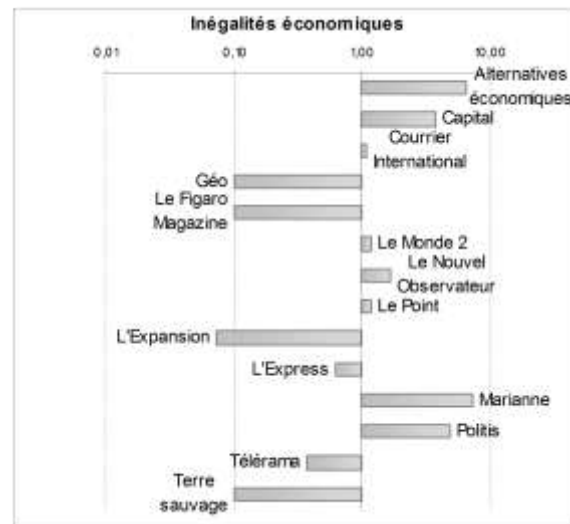 Inégalités économiques
0,01 0,10 1,00 10,00
Alternatives
économiques
Capital
Courrier
International
Géo
Le Figaro
Magazine
Le Monde 2
Le Nouvel
Observateur
Le Point
L'Expansion
L'Express
Marianne
Politis
Télérama
Terre
sauvage